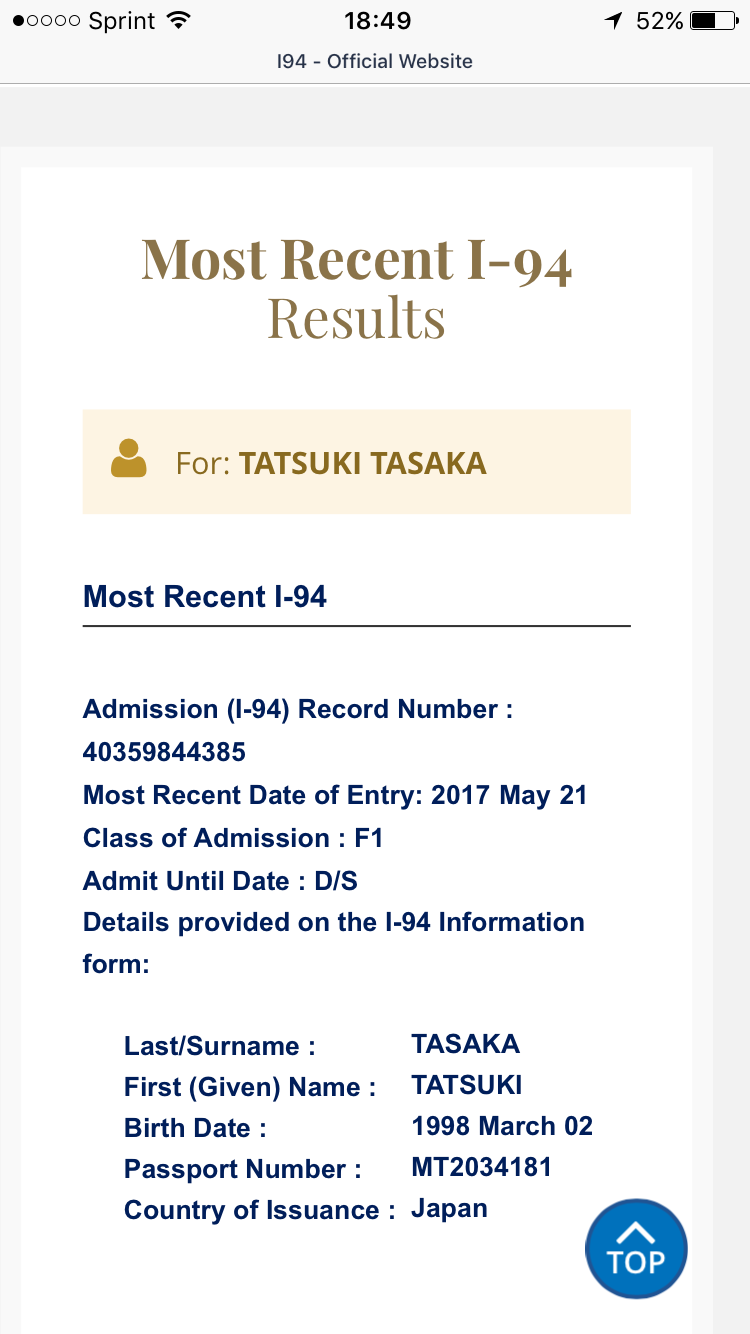 Sprint 18:49 52%
I94 - Official Website
Most Recent I-94
Results
For: TATSUKI TASAKA
Most Recent I-94
Admission (I-94) Record Number :
40359844385
Most Recent Date of Entry: 2017 May 21
Class of Admission : F1
Admit Until Date : D/S
Details provided on the I-94 Information
form:
Last/Surname : TASAKA
First (Given) Name : TATSUKI
Birth Date : 1998 March 02
Passport Number : MT2034181
Country of Issuance : Japan
TOP